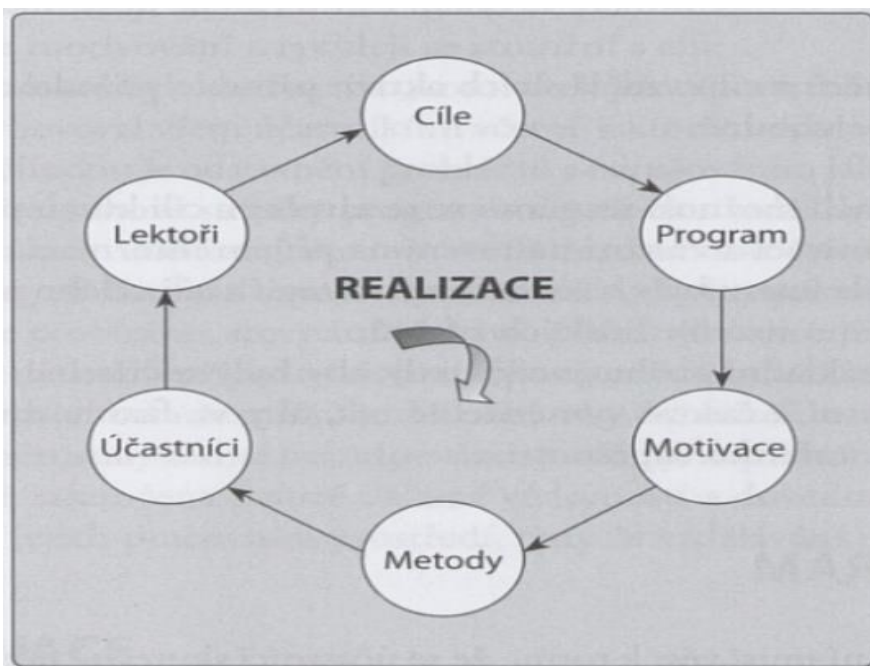 Cíle
Lektoři
Program
REALIZACE
Účastníci
Motivace
Metody